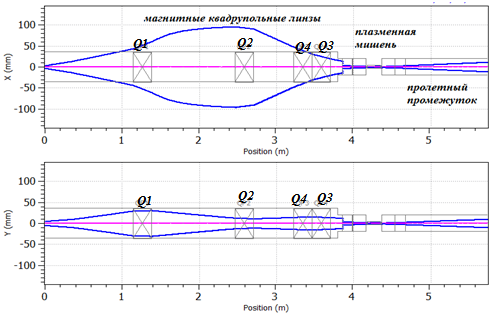 магнитные квадрупольные линзы
Q1
Q2
Q4
Q3
плазменная
мишень
пролетный
промежуток
X (mm)
100
50
0
-50
-100
0
1
2
3
4
5
Position (m)
Q1
Q2
Q4
Q3
Y (mm)
100
50
0
-50
-100
0
1
2
3
4
5
Position (m)